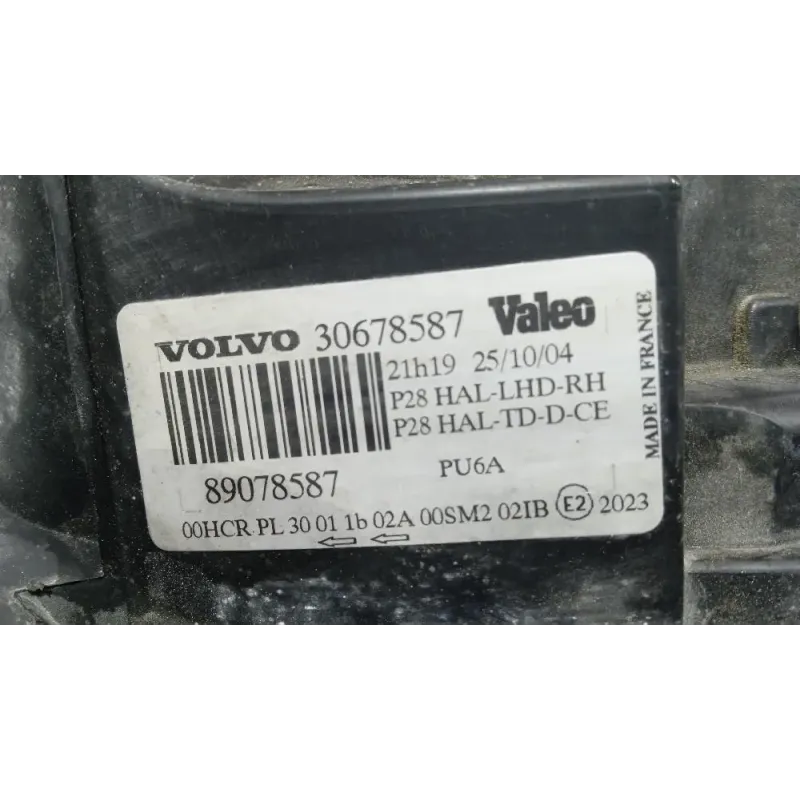 VOLVO 30678587 Valeo
21h19 25/10/04
P28 HAL-LHD-RH
P28 HAL-TD-D-CE
89078587 PU6A
00HCR PL 30 01 1b 02A 00SM2 02IB E2 2023
MADE IN FRANCE